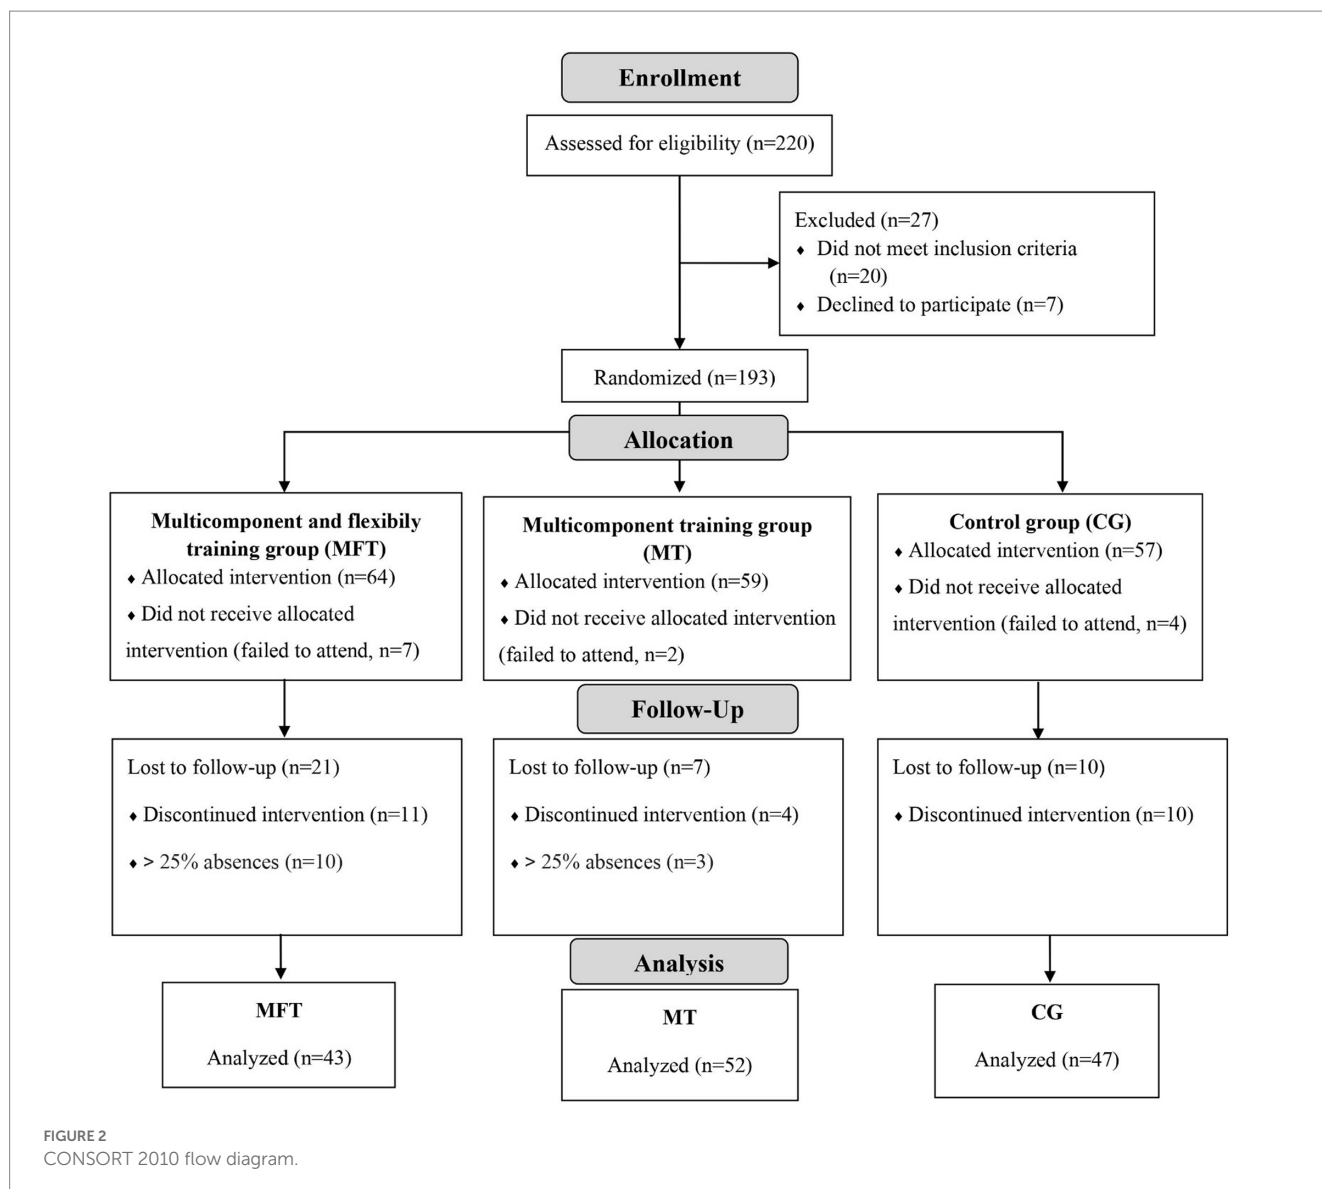 Enrollment
Assessed for eligibility (n=220)
Excluded (n=27)
♦ Did not meet inclusion criteria
(n=20)
♦ Declined to participate (n=7)
Randomized (n=193)
Allocation
Multicomponent and flexibily
training group (MFT)
♦ Allocated intervention (n=64)
♦ Did not receive allocated
intervention (failed to attend, n=7)
Multicomponent training group
(MT)
♦ Allocated intervention (n=59)
♦ Did not receive allocated intervention
(failed to attend, n=2)
Control group (CG)
♦ Allocated intervention (n=57)
♦ Did not receive allocated
intervention (failed to attend, n=4)
Follow-Up
Lost to follow-up (n=21)
♦ Discontinued intervention (n=11)
♦ > 25% absences (n=10)
Lost to follow-up (n=7)
♦ Discontinued intervention (n=4)
♦ > 25% absences (n=3)
Lost to follow-up (n=10)
♦ Discontinued intervention (n=10)
Analysis
MFT
Analyzed (n=43)
MT
Analyzed (n=52)
CG
Analyzed (n=47)
FIGURE 2
CONSORT 2010 flow diagram.